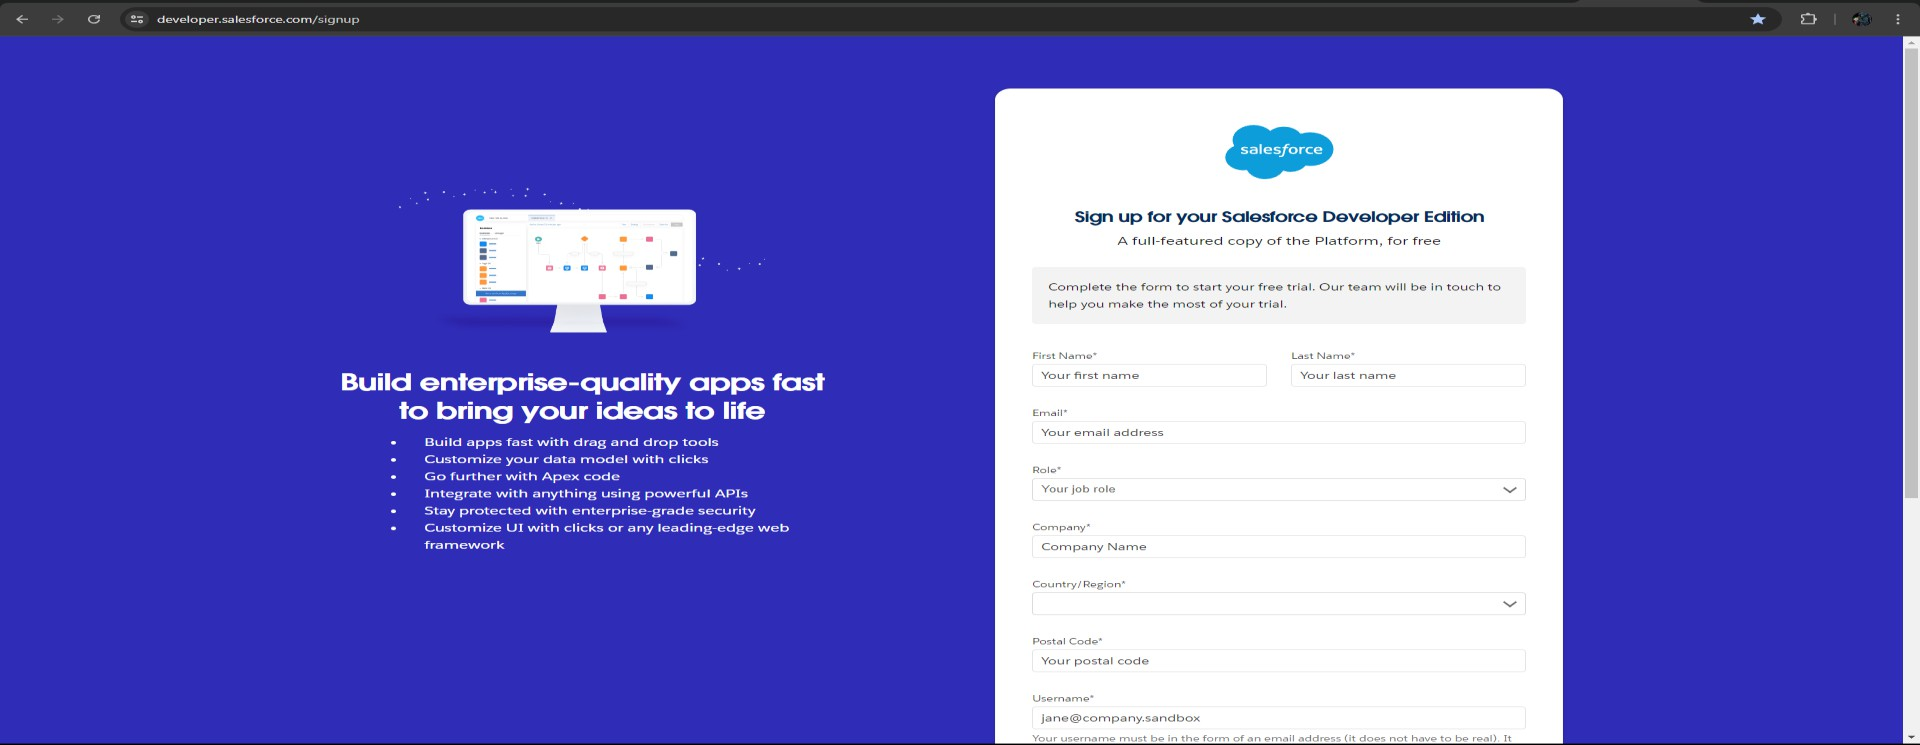 developer.salesforce.com/signup
Build enterprise-quality apps fast
to bring your ideas to life
• Build apps fast with drag and drop tools
• Customize your data model with clicks
• Go further with Apex code
• Integrate with anything using powerful APIs
• Stay protected with enterprise-grade security
• Customize UI with clicks or any leading-edge web
framework
salesforce
Sign up for your Salesforce Developer Edition
A full-featured copy of the Platform, for free
Complete the form to start your free trial. Our team will be in touch to
help you make the most of your trial.
First Name* Last Name*
Your first name Your last name
Email*
Your email address
Role*
Your job role
Company*
Company Name
Country/Region*
Postal Code*
Your postal code
Username*
jane@company.sandbox
Your username must be in the form of an email address (it does not have to be real). It